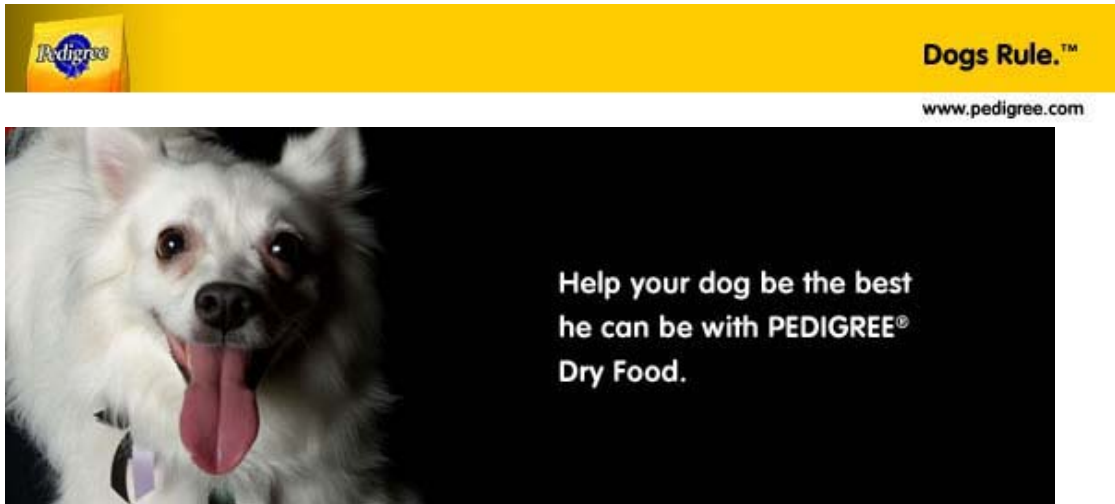 Pedigree
Dogs Rule.™
www.pedigree.com
Help your dog be the best
he can be with PEDIGREE®
Dry Food.